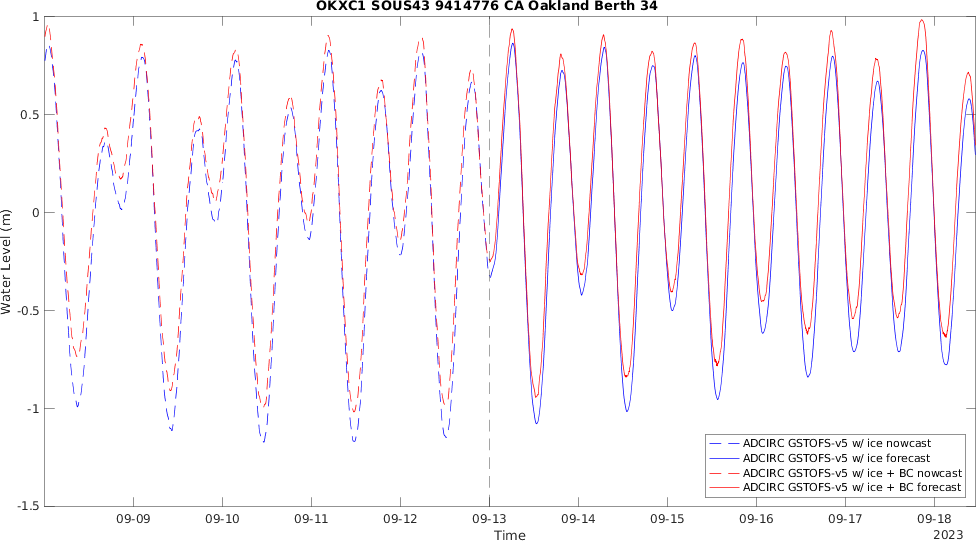 OKXC1 SOUS43 9414776 CA Oakland Berth 34
1
0.5
0
-0.5
-1
-1.5
Water Level (m)
ADCIRC GSTOFS-v5 w/ ice nowcast
ADCIRC GSTOFS-v5 w/ ice forecast
ADCIRC GSTOFS-v5 w/ ice + BC nowcast
ADCIRC GSTOFS-v5 w/ ice + BC forecast
09-09 09-10 09-11 09-12 09-13 09-14 09-15 09-16 09-17 09-18
Time
2023